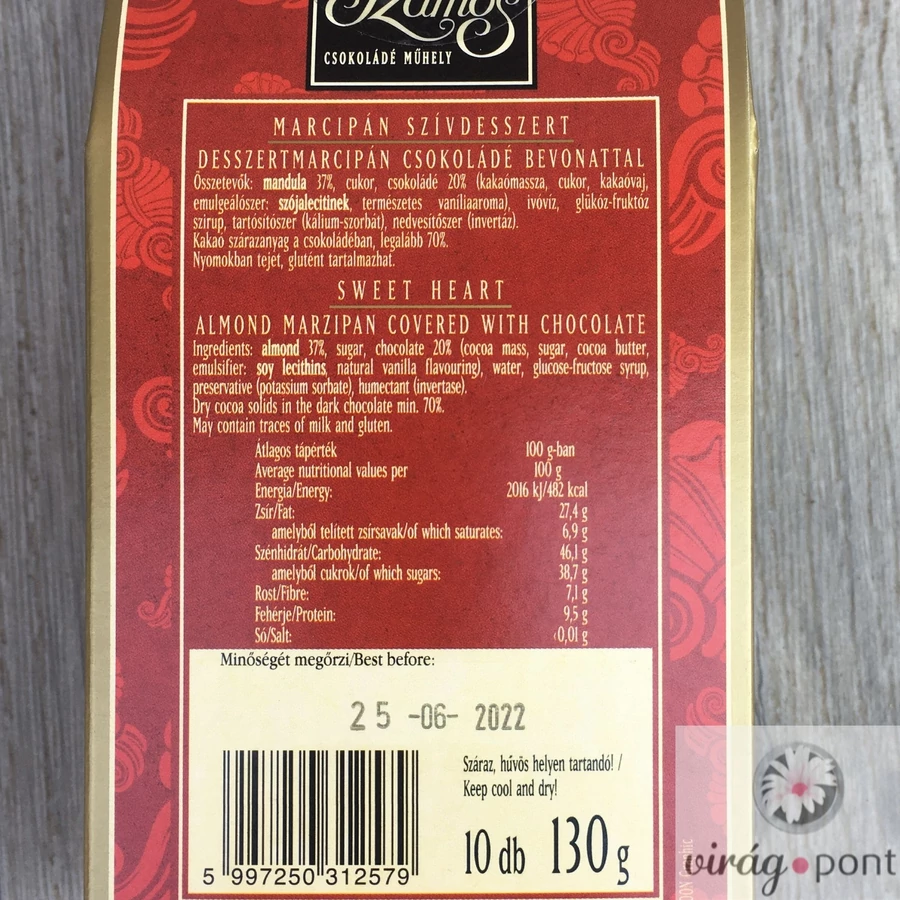 Szamos
CSOKOLÁDÉ MŰHELY
MARCIPÁN SZÍVDESSZERT
DESSZERTMARCIPÁN CSOKOLÁDÉ BEVONATTAL
Összetevők: mandula 37%, cukor, csokoládé 20% (kakaómassza, cukor, kakaóvaj,
emulgeálószer: szójalecitinek, természetes vaníliaaroma), ivóvíz, glükóz-fruktóz
szirup, tartósítószer (kálium-szorbát), nedvesítőszer (invertáz).
Kakaó szárazanyag a csokoládéban, legalább 70%.
Nyomokban tejet, glutént tartalmazhat.
SWEET HEART
ALMOND MARZIPAN COVERED WITH CHOCOLATE
Ingredients: almond 37%, sugar, chocolate 20% (cocoa mass, sugar, cocoa butter,
emulsifier: soy lecithins, natural vanilla flavouring), water, glucose-fructose syrup,
preservative (potassium sorbate), humectant (invertase).
Dry cocoa solids in the dark chocolate min. 70%.
May contain traces of milk and gluten.
Átlagos tápérték 100 g-ban
Average nutritional values per 100 g
Energia/Energy: 2016 kJ/482 kcal
Zsír/Fat: 27,4 g
amelyből telített zsírsavak/of which saturates: 6,9 g
Szénhidrát/Carbohydrate: 46,1 g
amelyből cukrok/of which sugars: 38,7 g
Rost/Fibre: 7,1 g
Fehérje/Protein: 9,5 g
Só/Salt: <0,01 g
Minőségét megőrzi/Best before:
25 -06- 2022
Száraz, hűvös helyen tartandó! /
Keep cool and dry!
10 db 130 g
5 997250 312579
virág pont